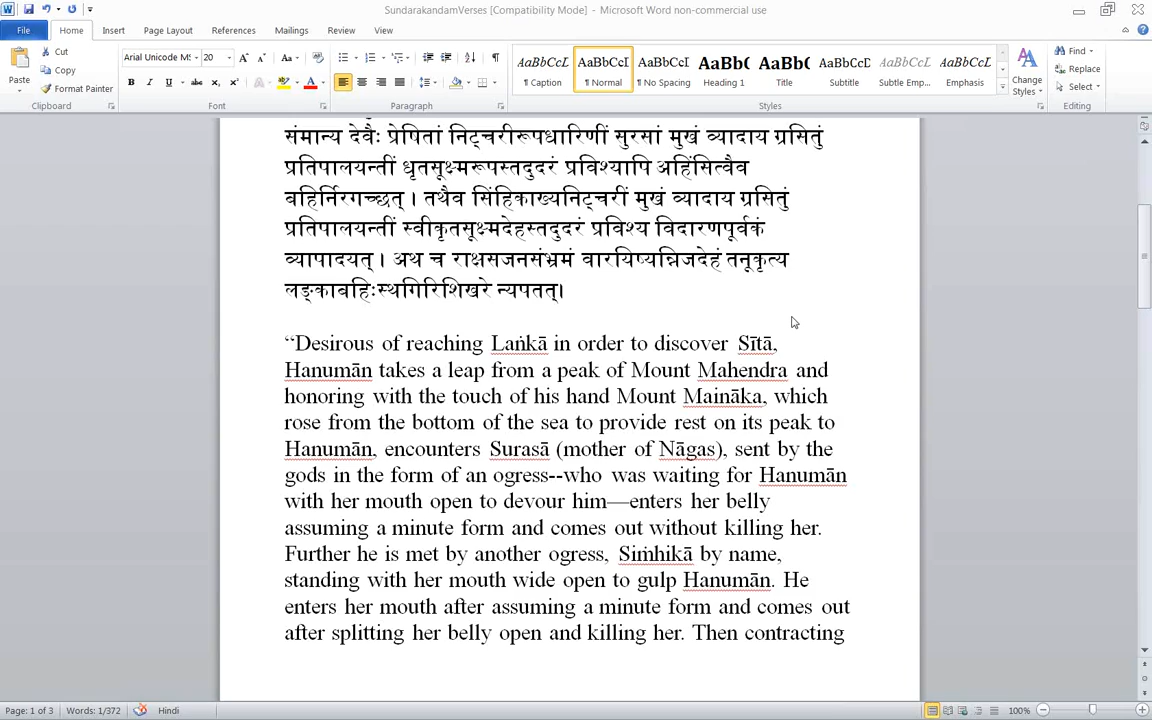 SundarakandamVerses [Compatibility Mode] - Microsoft Word non-commercial use
File Home Insert Page Layout References Mailings Review View
Cut
Copy
Format Painter
Paste
Arial Unicode MS 20
AaBbCcL AaBbCcI AaBbCcI AaBb( AaBb( AaBbCcL AaBbCcL AaBbCcL
¶ Caption ¶ Normal ¶ No Spacing Heading 1 Title Subtitle Subtle Emp... Emphasis
Change Styles
Find
Replace
Select
Clipboard Font Paragraph Styles Editing
संमान्य देवैः प्रेषितां निट्चरीरूपधारिणीं सुरसां मुखं व्यादाय ग्रसितुं
प्रतिपालयन्तीं धृतसूक्ष्मरूपस्तदुदरं प्रविश्यापि अहिंसित्वैव
बहिर्निरगच्छत् । तथैव सिंहिकाख्यनिट्चरीं मुखं व्यादाय ग्रसितुं
प्रतिपालयन्तीं स्वीकृतसूक्ष्मदेहस्तदुदरं प्रविश्य विदारणपूर्वकं
व्यापादयत् । अथ च राक्षसजनसंभ्रमं वारयिष्यन्निजदेहं तनूकृत्य
लङ्काबहिःस्थगिरिशिखरे न्यपतत्।
“Desirous of reaching Laṅkā in order to discover Sītā,
Hanumān takes a leap from a peak of Mount Mahendra and
honoring with the touch of his hand Mount Maināka, which
rose from the bottom of the sea to provide rest on its peak to
Hanumān, encounters Surasā (mother of Nāgas), sent by the
gods in the form of an ogress--who was waiting for Hanumān
with her mouth open to devour him—enters her belly
assuming a minute form and comes out without killing her.
Further he is met by another ogress, Siṁhikā by name,
standing with her mouth wide open to gulp Hanumān. He
enters her mouth after assuming a minute form and comes out
after splitting her belly open and killing her. Then contracting
Page: 1 of 3 Words: 1/372 Hindi 100%